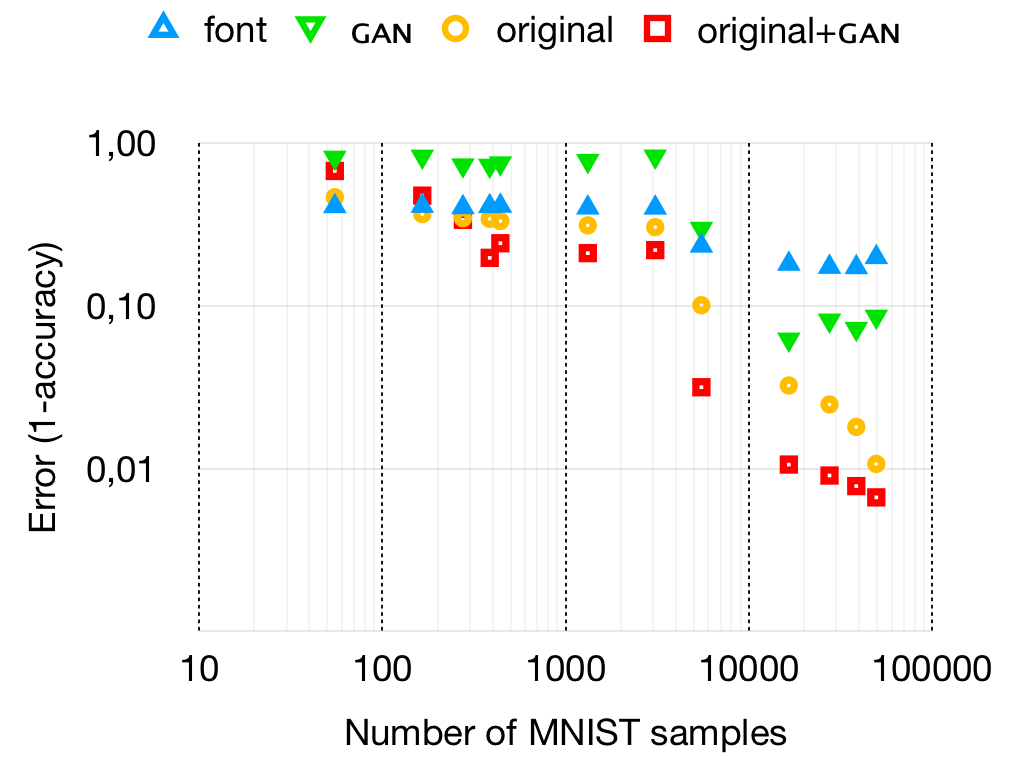 font GAN original original+GAN
1,00
0,10
0,01
Error (1-accuracy)
10 100 1000 10000 100000
Number of MNIST samples